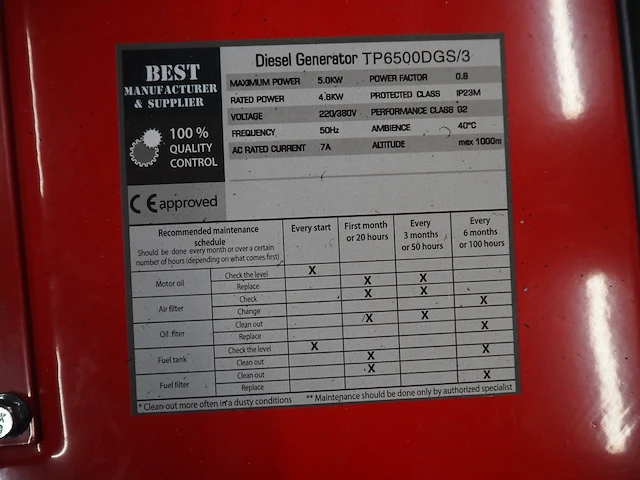 BEST
MANUFACTURER
& SUPPLIER
100 %
QUALITY
CONTROL
CE approved
Diesel Generator TP6500DGS/3
MAXIMUM POWER 5.0KW POWER FACTOR 0.8
RATED POWER 4.8KW PROTECTED CLASS IP23M
VOLTAGE 220/380V PERFORMANCE CLASS G2
FREQUENCY 50Hz AMBIENCE 40°C
AC RATED CURRENT 7A ALTITUDE max 1000m
Recommended maintenance
schedule
Should be done every month or over a certain
number of hours (depending on what comes first)
Every start
First month
or 20 hours
Every
3 months
or 50 hours
Every
6 months
or 100 hours
Motor oil
Check the level X
Replace X X
Air filter
Check X X
Change X
Oil filter
Clean out X X
Replace X
Fuel tank
Check the level X
Clean out X X
Fuel filter
Clean out X
Replace X
* Clean out more often in a dusty conditions ** Maintenance should be done only by authorized specialist